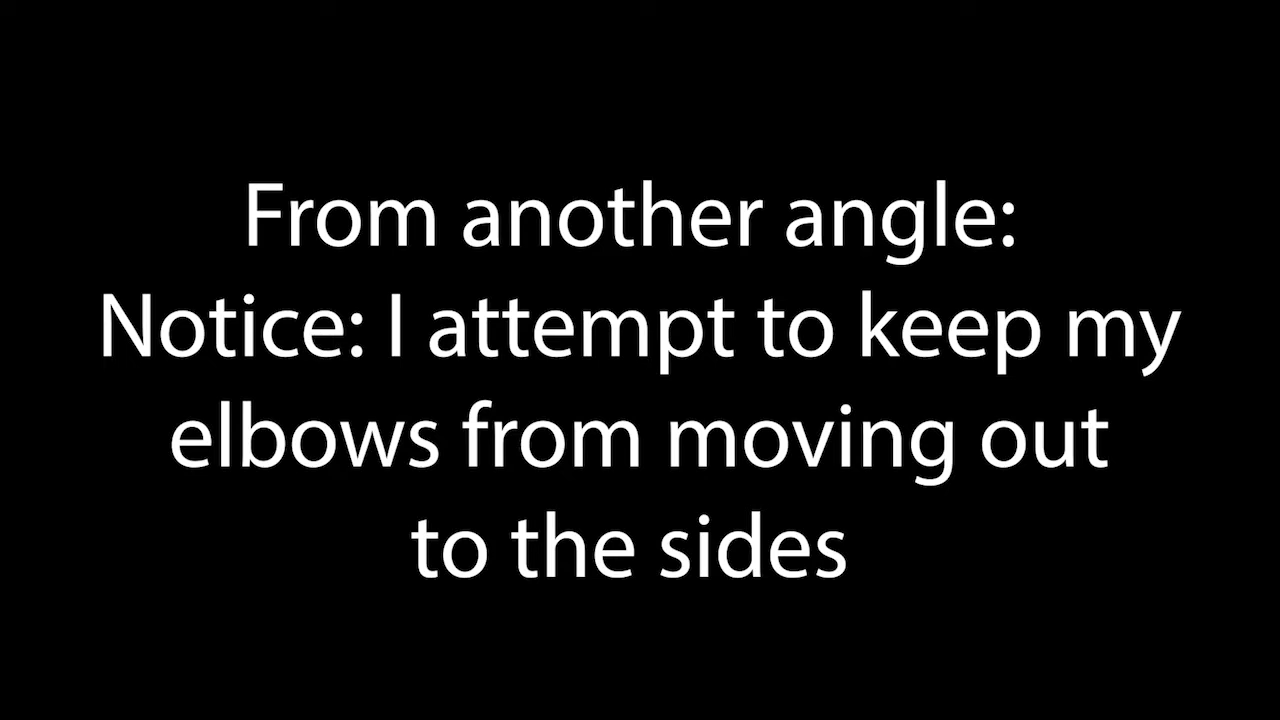 From another angle:
Notice: I attempt to keep my
elbows from moving out
to the sides